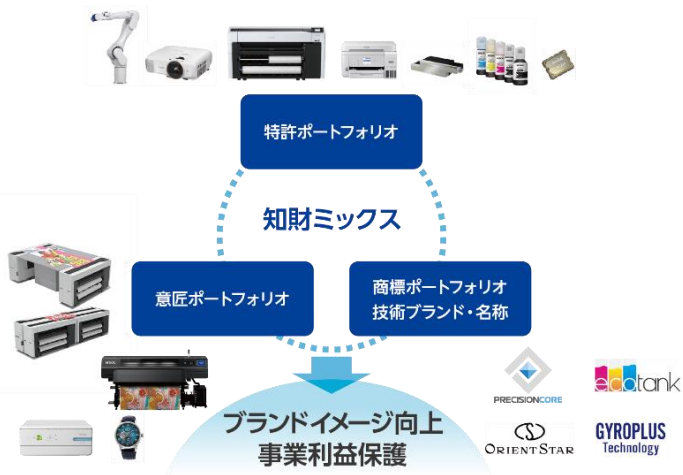 特許ポートフォリオ
知財ミックス
意匠ポートフォリオ
商標ポートフォリオ
技術ブランド・名称
PRECISIONCORE
ecotank
ORIENT STAR
GYROPLUS
Technology
ブランドイメージ向上
事業利益保護